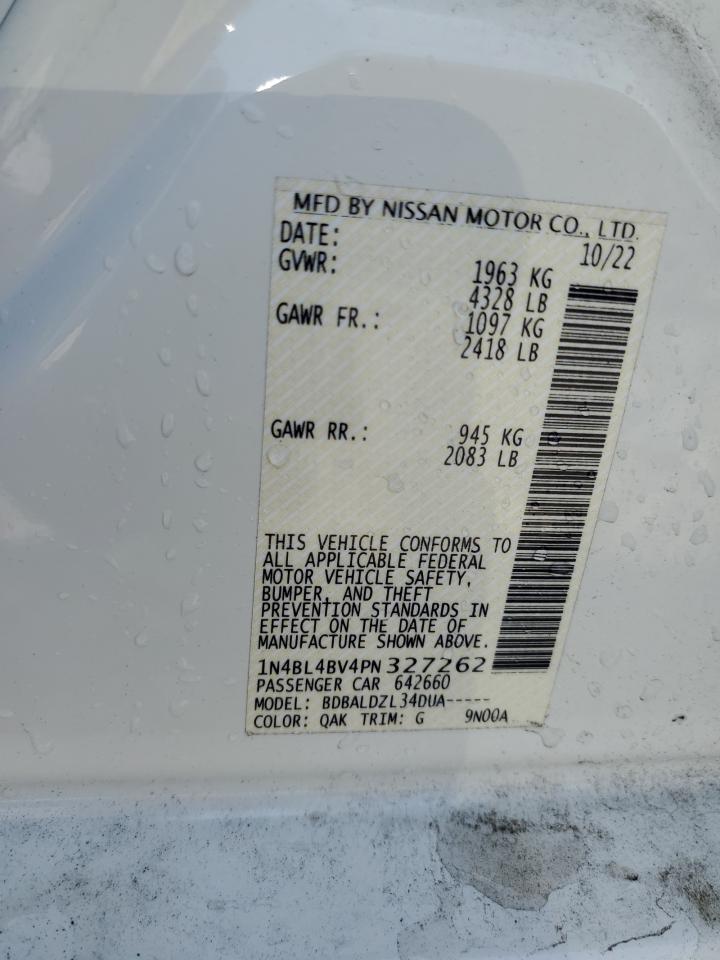 MFD BY NISSAN MOTOR CO., LTD.
DATE: 10/22
GVWR: 1963 KG
4328 LB
GAWR FR.: 1097 KG
2418 LB
GAWR RR.: 945 KG
2083 LB
THIS VEHICLE CONFORMS TO
ALL APPLICABLE FEDERAL
MOTOR VEHICLE SAFETY,
BUMPER, AND THEFT
PREVENTION STANDARDS IN
EFFECT ON THE DATE OF
MANUFACTURE SHOWN ABOVE.
1N4BL4BV4PN327262
PASSENGER CAR 642660
MODEL: BDBALDZL34DUA-----
COLOR: QAK TRIM: G 9N00A